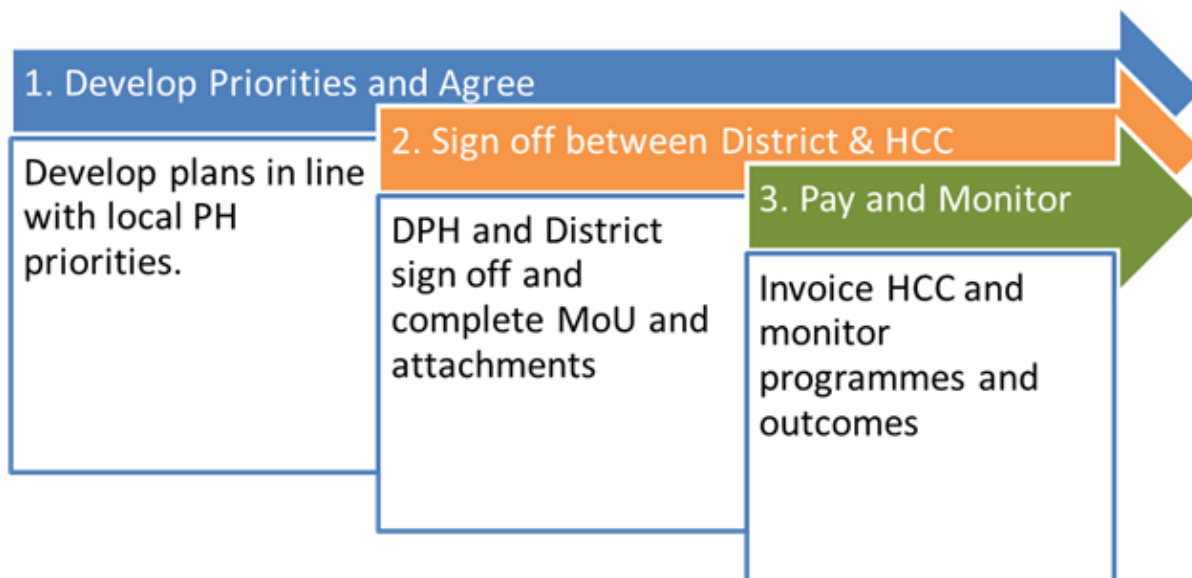 1. Develop Priorities and Agree
Develop plans in line
with local PH
priorities.
2. Sign off between District & HCC
DPH and District
sign off and
complete MoU and
attachments
3. Pay and Monitor
Invoice HCC and
monitor
programmes and
outcomes